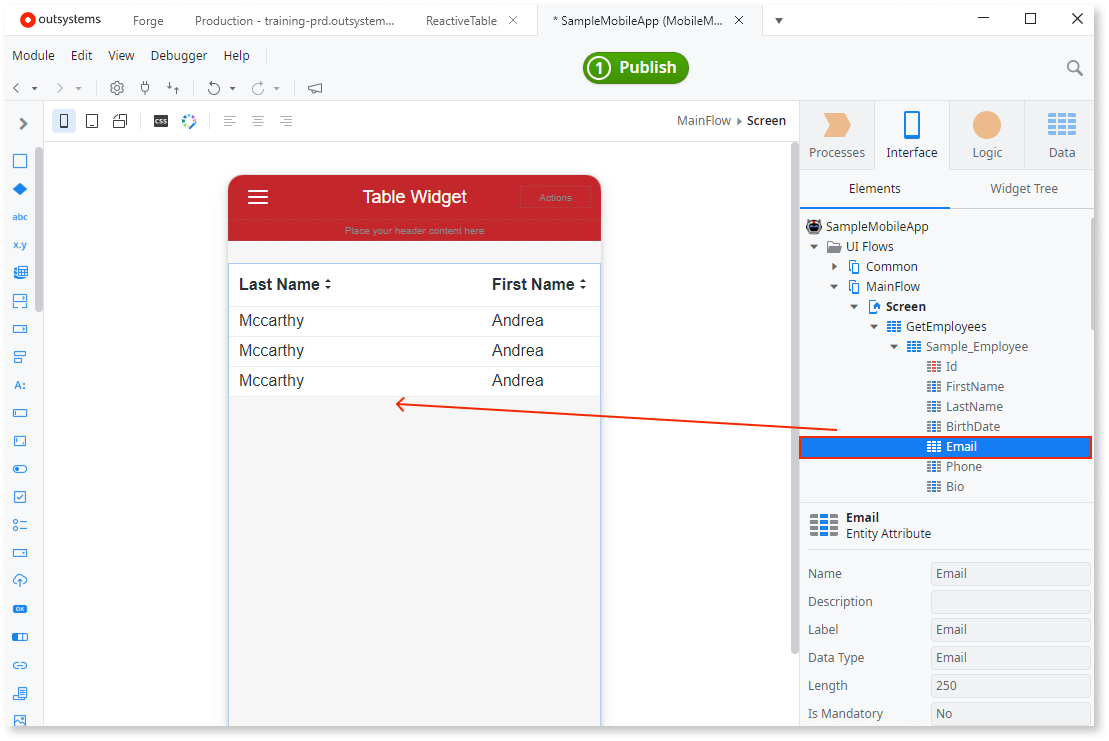 outsystems Forge Production - training-prd.outsystem... ReactiveTable * SampleMobileApp (MobileM...
Module Edit View Debugger Help
1 Publish
css
MainFlow Screen
Processes Interface Logic Data
Elements Widget Tree
abc
x.y
A:
OK
Table Widget Actions
Place your header content here
Last Name First Name
Mccarthy Andrea
Mccarthy Andrea
Mccarthy Andrea
SampleMobileApp
UI Flows
Common
MainFlow
Screen
GetEmployees
Sample_Employee
Id
FirstName
LastName
BirthDate
Email
Phone
Bio
Email
Entity Attribute
Name Email
Description
Label Email
Data Type Email
Length 250
Is Mandatory No